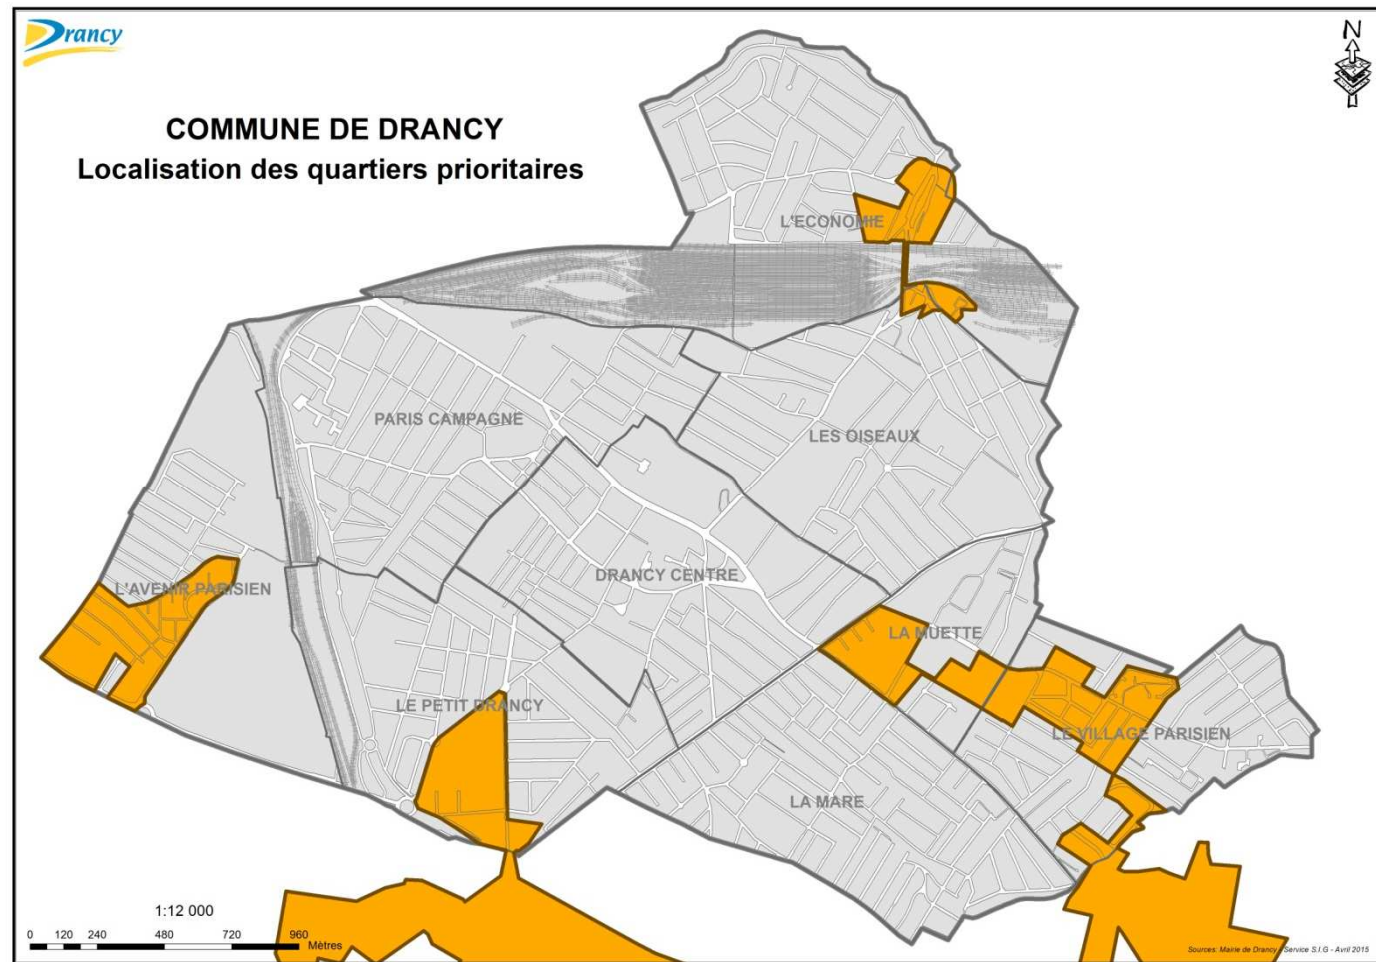 Drancy
N
COMMUNE DE DRANCY
Localisation des quartiers prioritaires
L'ECONOMIE
PARIS CAMPAGNE
LES OISEAUX
L'AVENIR PARISIEN
DRANCY CENTRE
LA MUETTE
LE PETIT DRANCY
LE VILLAGE PARISIEN
LA MARE
1:12 000
0 120 240 480 720 960
Mètres
Sources: Mairie de Drancy - Service S.I.G - Avril 2015